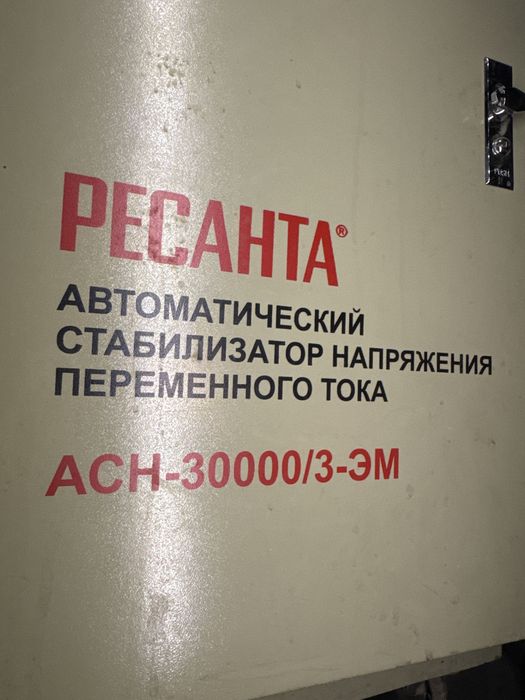 РЕСАНТА®
АВТОМАТИЧЕСКИЙ
СТАБИЛИЗАТОР НАПРЯЖЕНИЯ
ПЕРЕМЕННОГО ТОКА
АСН-30000/3-ЭМ